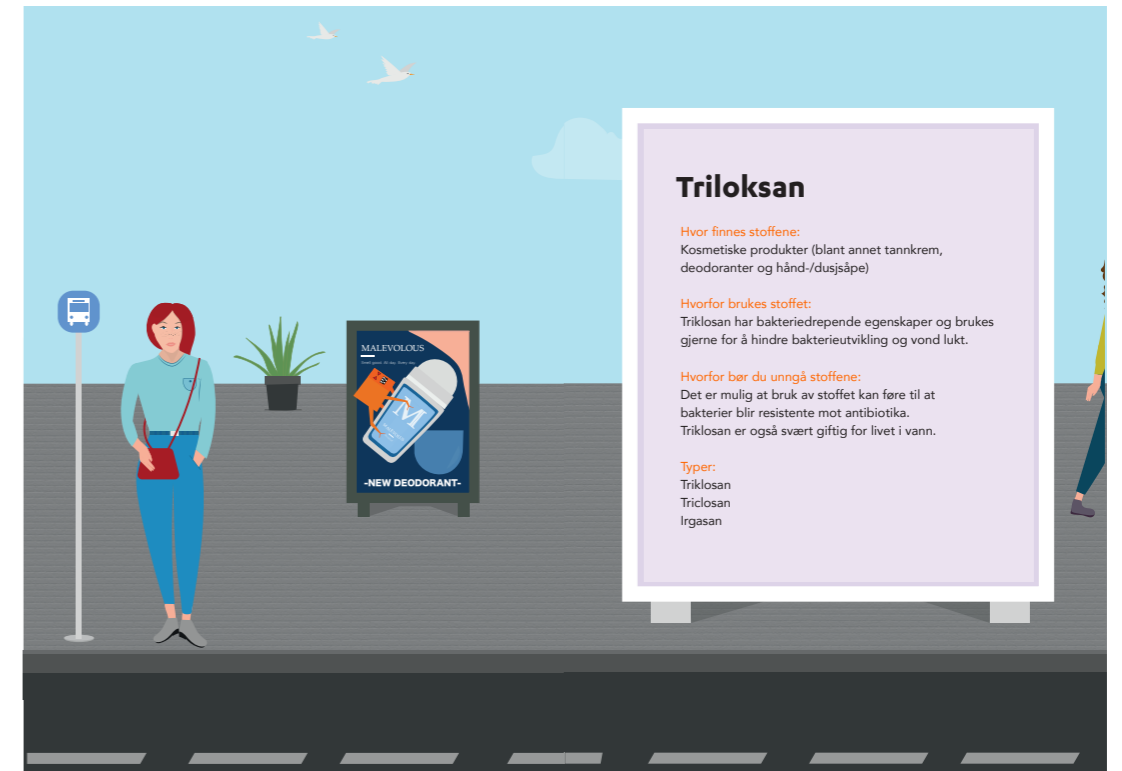 MALEVOLOUS
M
-NEW DEODORANT-
Triloksan
Hvor finnes stoffene:
Kosmetiske produkter (blant annet tannkrem,
deodoranter og hånd-/dusjsåpe)
Hvorfor brukes stoffet:
Triklosan har bakteriedrepende egenskaper og brukes
gjerne for å hindre bakterieutvikling og vond lukt.
Hvorfor bør du unngå stoffene:
Det er mulig at bruk av stoffet kan føre til at
bakterier blir resistente mot antibiotika.
Triklosan er også svært giftig for livet i vann.
Typer:
Triklosan
Triclosan
Irgasan